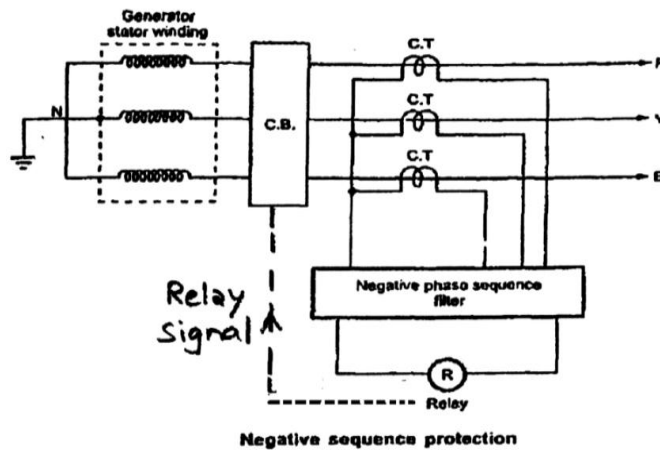 Generator
stator winding
N
C.B.
C.T
C.T
C.T
Y
Negative phase sequence
filter
Relay
Signal
R
Relay
Negative sequence protection